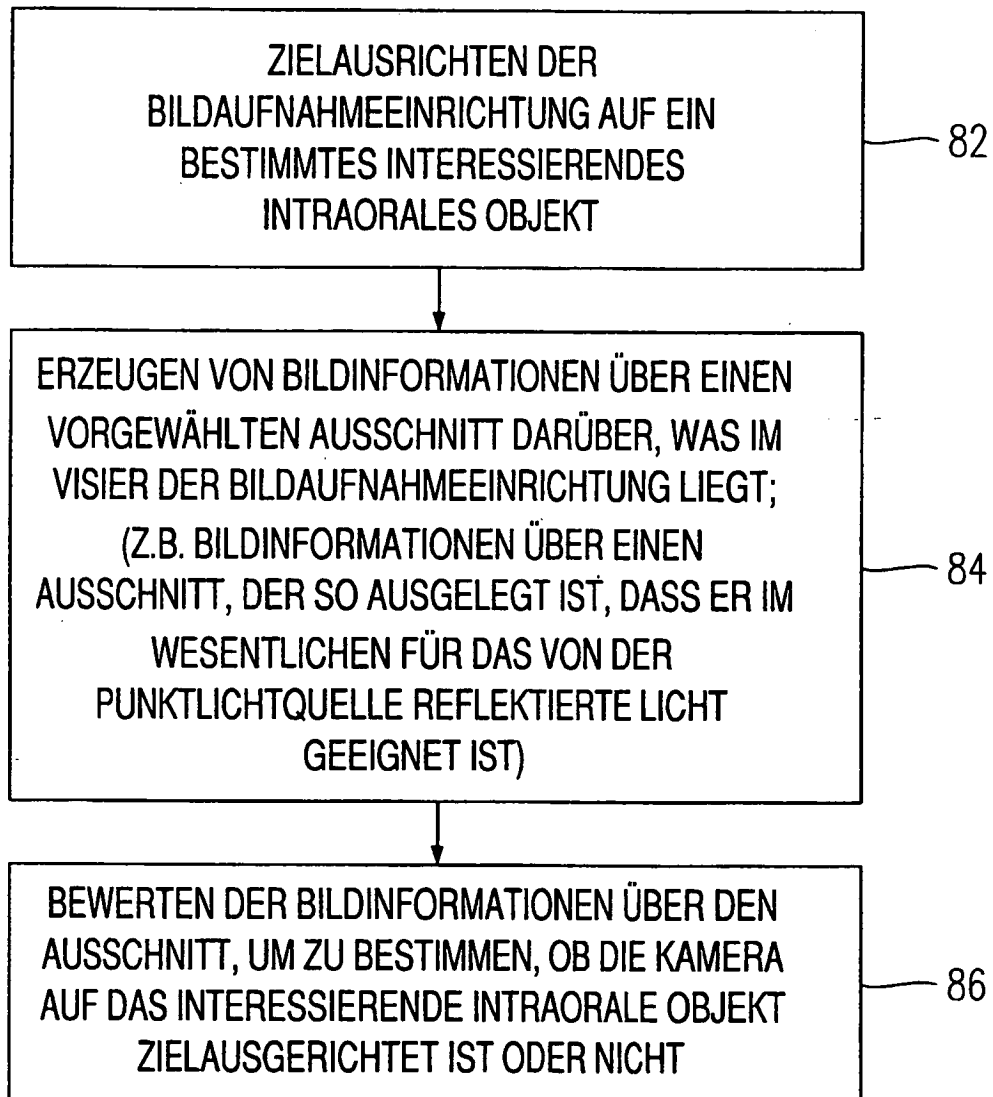 ZIELAUSRICHTEN DER
BILDAUFNAHMEEINRICHTUNG AUF EIN
BESTIMMTES INTERESSIERENDES
INTRAORALES OBJEKT
82
ERZEUGEN VON BILDINFORMATIONEN ÜBER EINEN
VORGEWÄHLTEN AUSSCHNITT DARÜBER, WAS IM
VISIER DER BILDAUFNAHMEEINRICHTUNG LIEGT;
(Z.B. BILDINFORMATIONEN ÜBER EINEN
AUSSCHNITT, DER SO AUSGELEGT IST, DASS ER IM
WESENTLICHEN FÜR DAS VON DER
PUNKTLICHTQUELLE REFLEKTIERTE LICHT
GEEIGNET IST)
84
BEWERTEN DER BILDINFORMATIONEN ÜBER DEN
AUSSCHNITT, UM ZU BESTIMMEN, OB DIE KAMERA
AUF DAS INTERESSIERENDE INTRAORALE OBJEKT
ZIELAUSGERICHTET IST ODER NICHT
86